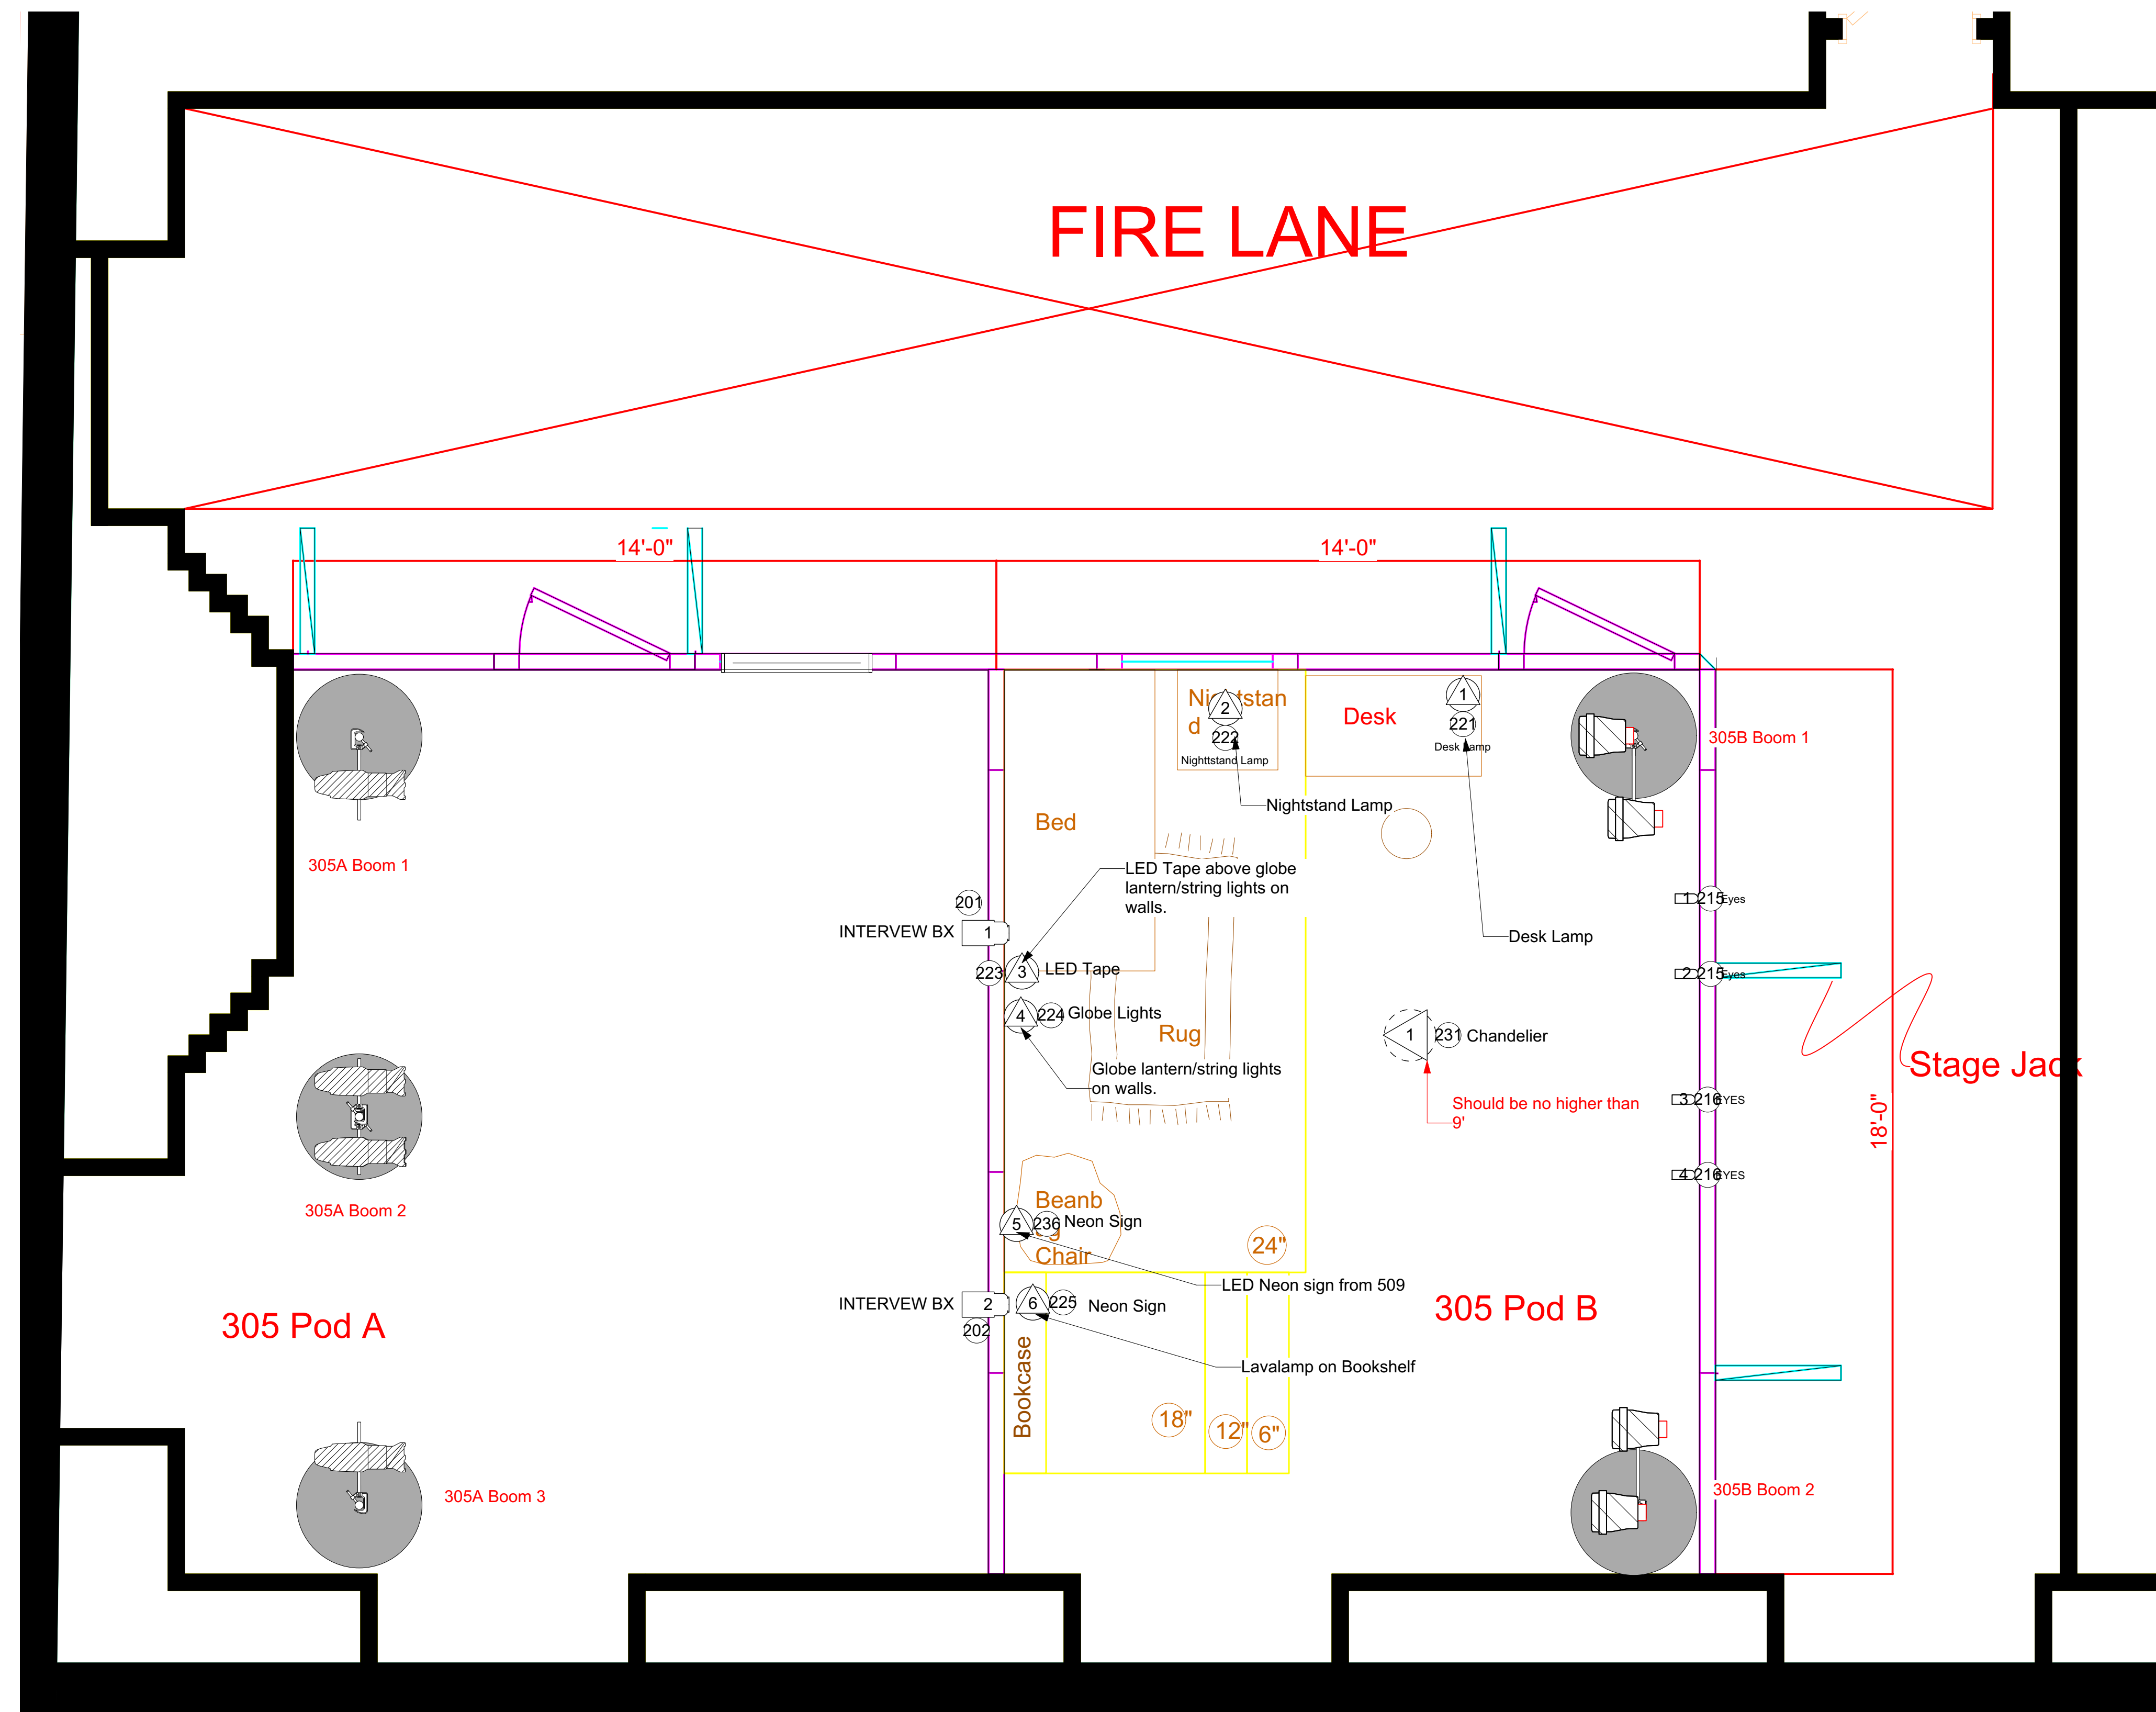 FIRE LANE
14'-0"
14'-0"
2
222
Nighttstand Lamp
Desk
1
221
Desk Lamp
305B Boom 1
Nightstand Lamp
Bed
305A Boom 1
LED Tape above globe
lantern/string lights on
walls.
201
INTERVEW BX
1
1
215
Eyes
Desk Lamp
223
3
LED Tape
2
215
Eyes
4
224
Globe Lights
Rug
1
231
Chandelier
Stage Jack
Globe lantern/string lights
on walls.
Should be no higher than
9'
3
216
EYES
18'-0"
4
216
EYES
305A Boom 2
Beanb
Chair
5
236
Neon Sign
24"
LED Neon sign from 509
INTERVEW BX
2
202
6
225
Neon Sign
305 Pod A
305 Pod B
Lavalamp on Bookshelf
Bookcase
18"
12"
6"
305A Boom 3
305B Boom 2